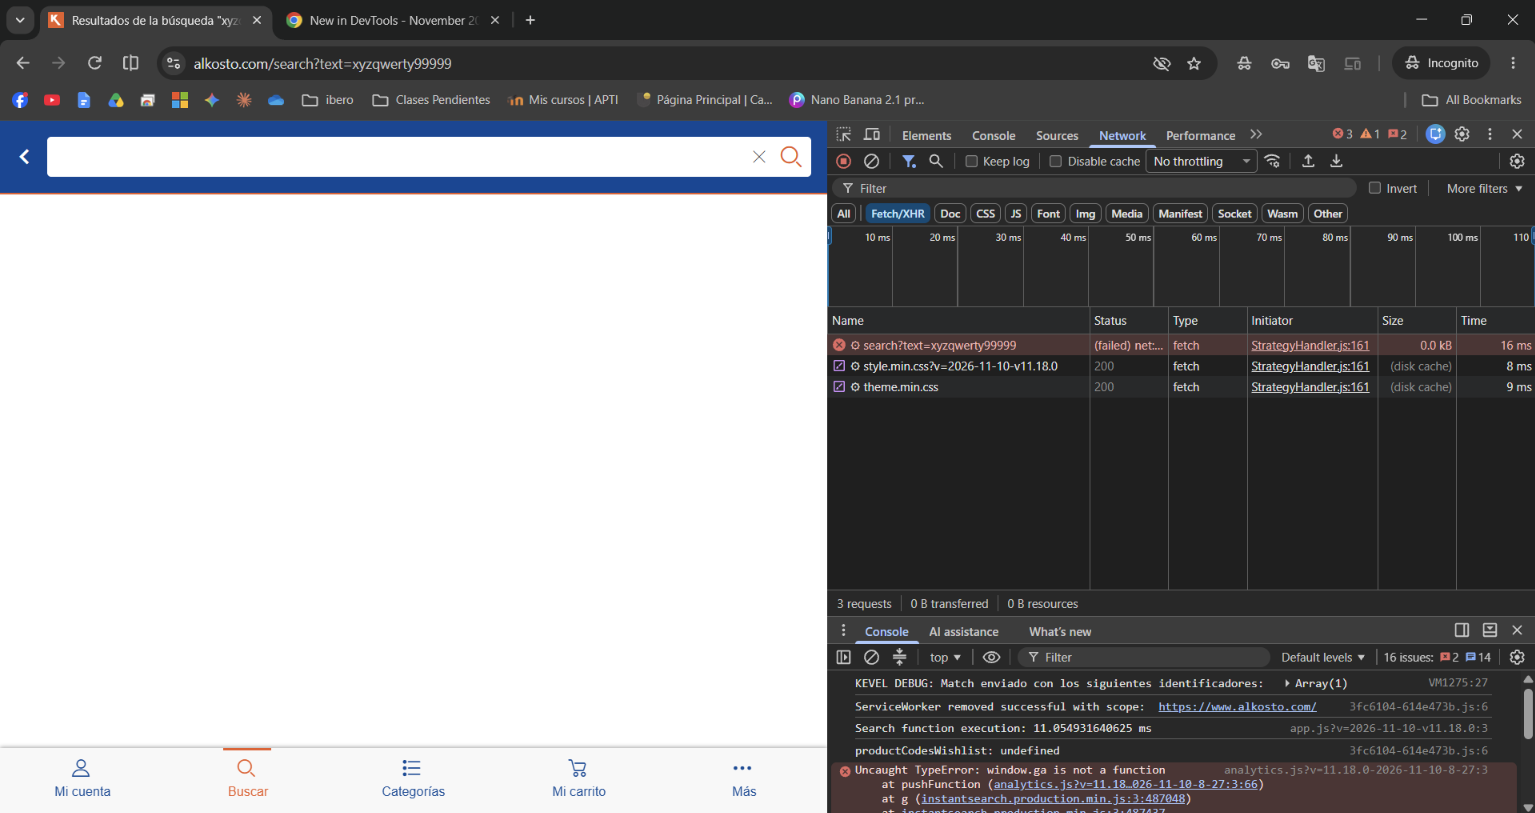 Resultados de la búsqueda "xyz
New in DevTools - November 2
alkosto.com/search?text=xyzqwerty99999
Incognito
ibero
Clases Pendientes
Mis cursos | APTI
Página Principal | Ca...
Nano Banana 2.1 pr...
All Bookmarks
Elements Console Sources Network Performance
3 1 2
Keep log Disable cache No throttling
Filter Invert More filters
All Fetch/XHR Doc CSS JS Font Img Media Manifest Socket Wasm Other
10 ms 20 ms 30 ms 40 ms 50 ms 60 ms 70 ms 80 ms 90 ms 100 ms 110
Name Status Type Initiator Size Time
search?text=xyzqwerty99999 (failed) net:... fetch StrategyHandler.js:161 0.0 kB 16 ms
style.min.css?v=2026-11-10-v11.18.0 200 fetch StrategyHandler.js:161 (disk cache) 8 ms
theme.min.css 200 fetch StrategyHandler.js:161 (disk cache) 9 ms
3 requests 0 B transferred 0 B resources
Console AI assistance What's new
top Filter Default levels 16 issues: 2 14
KEVEL DEBUG: Match enviado con los siguientes identificadores: Array(1) VM1275:27
ServiceWorker removed successful with scope: https://www.alkosto.com/ 3fc6104-614e473b.js:6
Search function execution: 11.054931640625 ms app.js?v=2026-11-10-v11.18.0:3
productCodesWishlist: undefined 3fc6104-614e473b.js:6
Uncaught TypeError: window.ga is not a function analytics.js?v=11.18.0-2026-11-10-8-27:3
at pushFunction (analytics.js?v=11.18…026-11-10-8-27:3:66)
at g (instantsearch.production.min.js:3:487048)
at instantsearch.production.min.js:3:487437
Mi cuenta
Buscar
Categorías
Mi carrito
Más